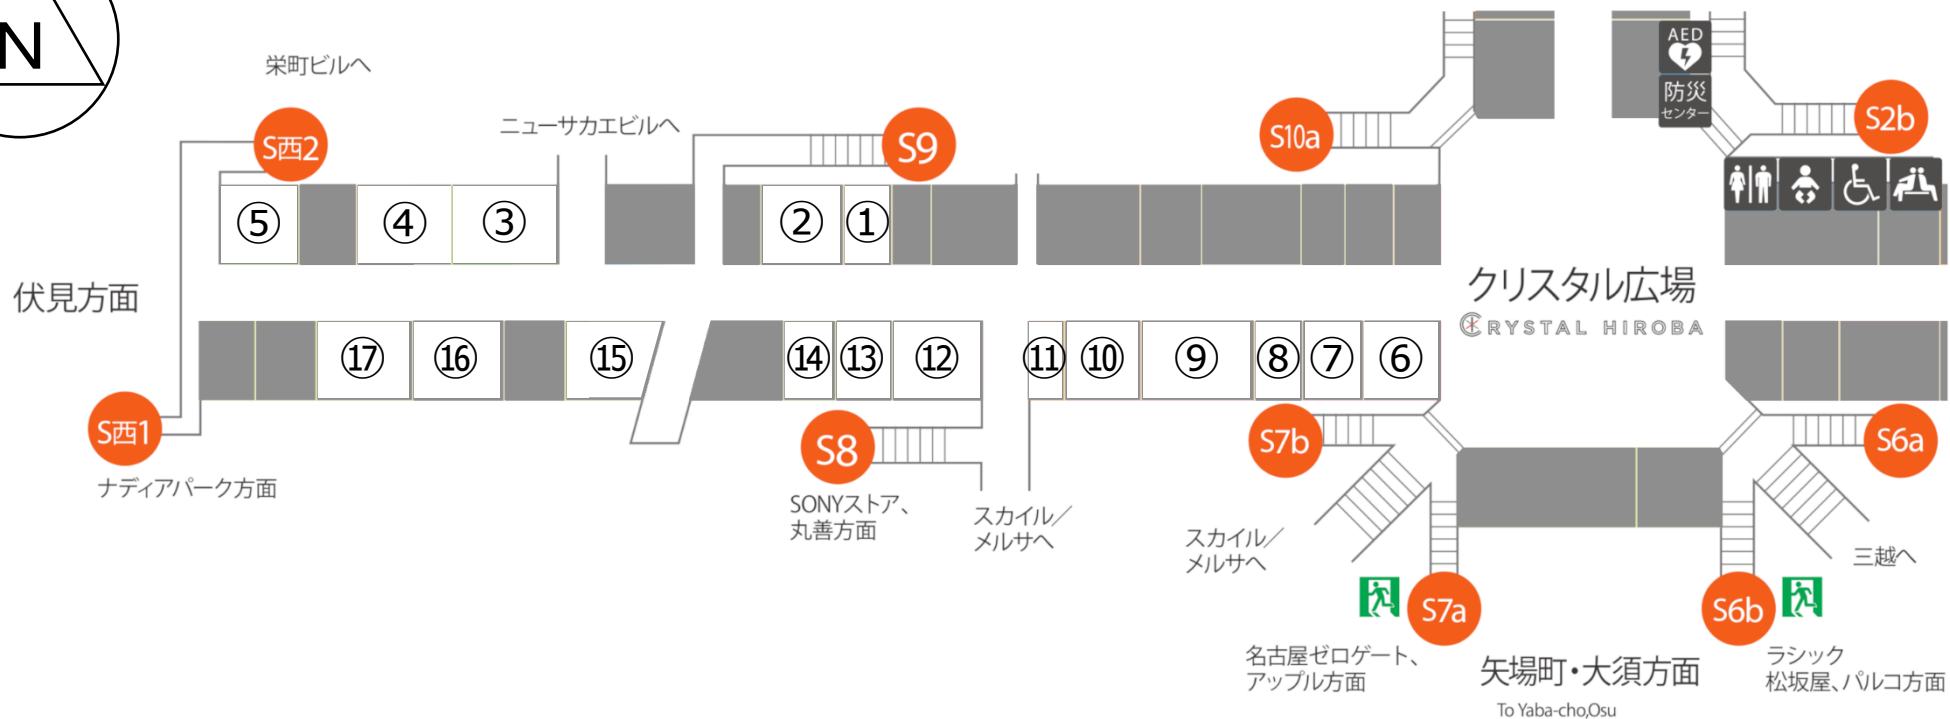 N
栄町ビルへ
S西2
ニューサカエビルへ
S9
S10a
AED
防災
センター
S2b
⑤
④
③
②
①
伏見方面
クリスタル広場
CRYSTAL HIROBA
⑰
⑯
⑮
⑭
⑬
⑫
⑪
⑩
⑨
⑧
⑦
⑥
S西1
ナディアパーク方面
S8
SONYストア、
丸善方面
スカイル／
メルサへ
S7b
スカイル／
メルサへ
S6a
三越へ
S7a
名古屋ゼロゲート、
アップル方面
矢場町・大須方面
To Yaba-cho,Osu
S6b
ラシック
松坂屋、パルコ方面